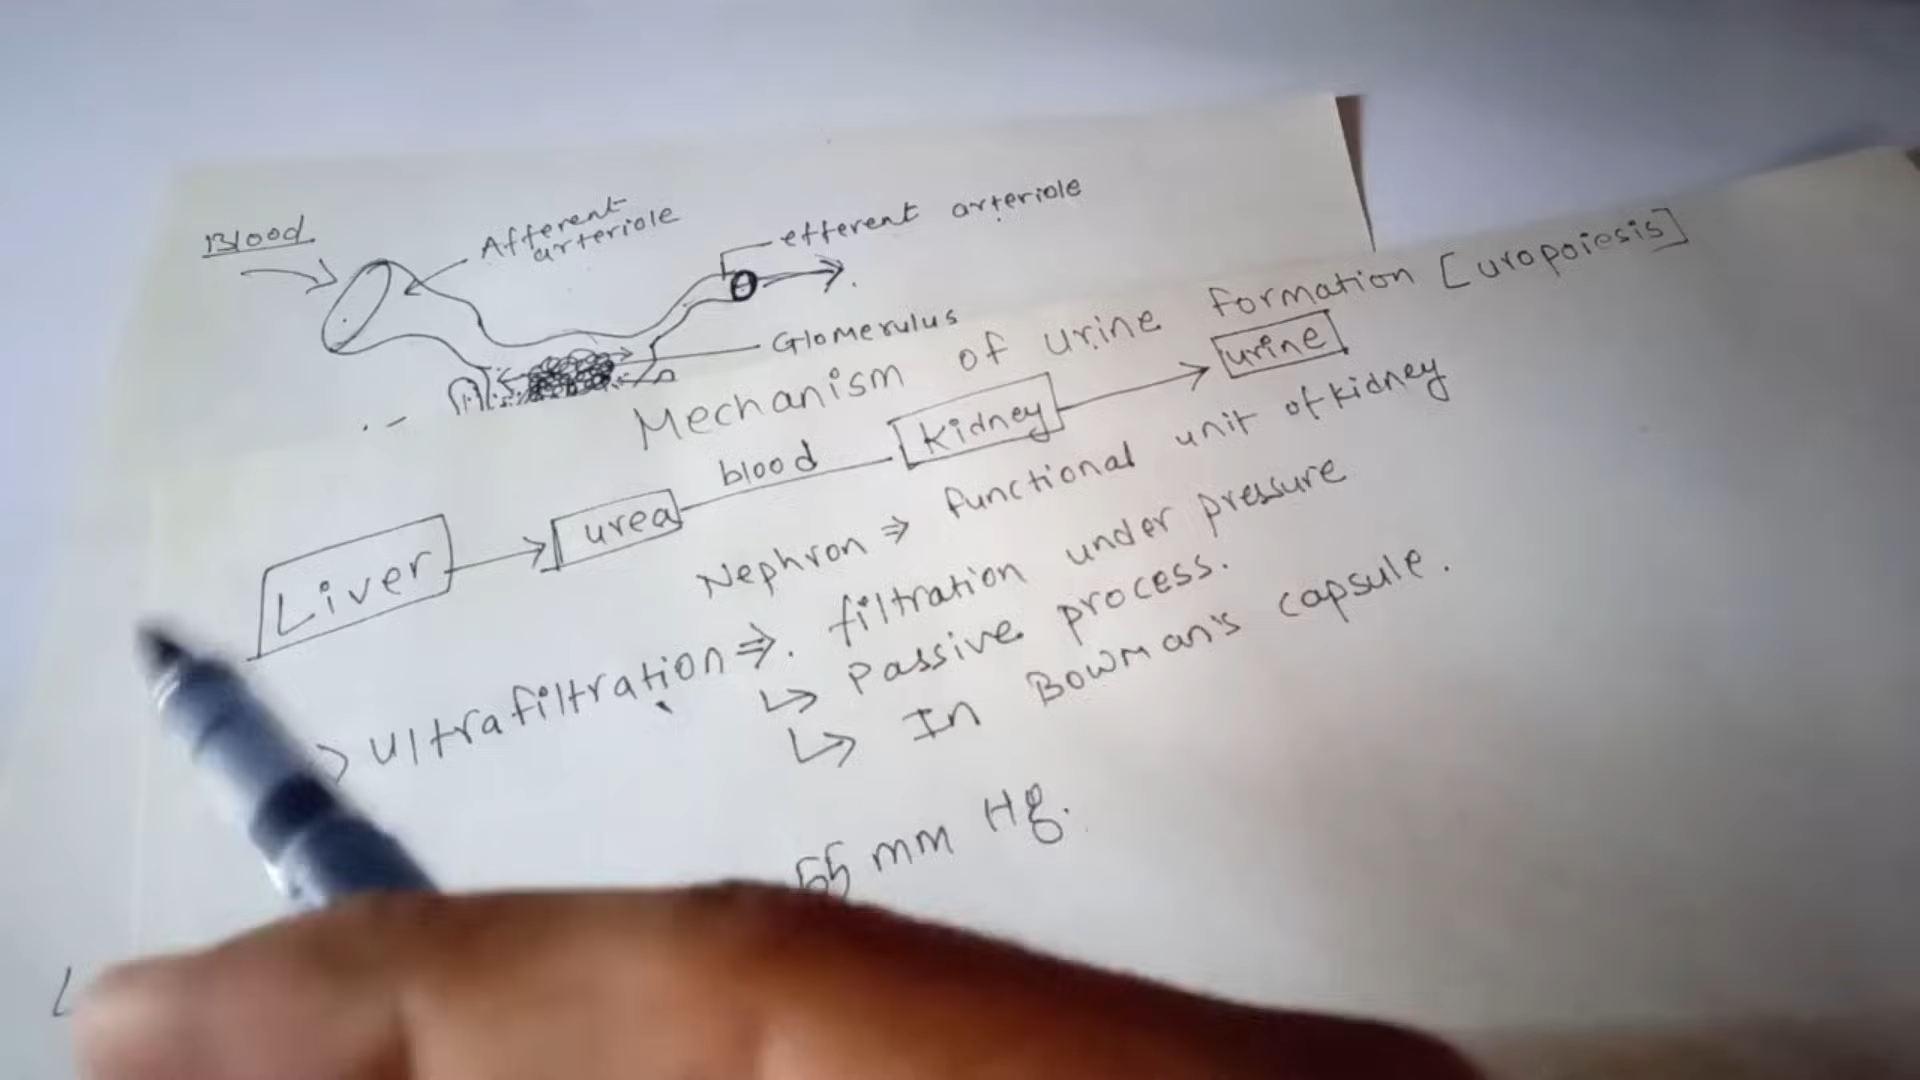 Blood
Afferent
arteriole
efferent arteriole
Glomerulus
Mechanism of urine formation [uropoiesis]
Liver
urea
blood
Kidney
urine
Nephron ⇒ functional unit of kidney
Ultrafiltration ⇒. filtration under pressure
↳ Passive process.
↳ In Bowman's capsule.
55 mm Hg.